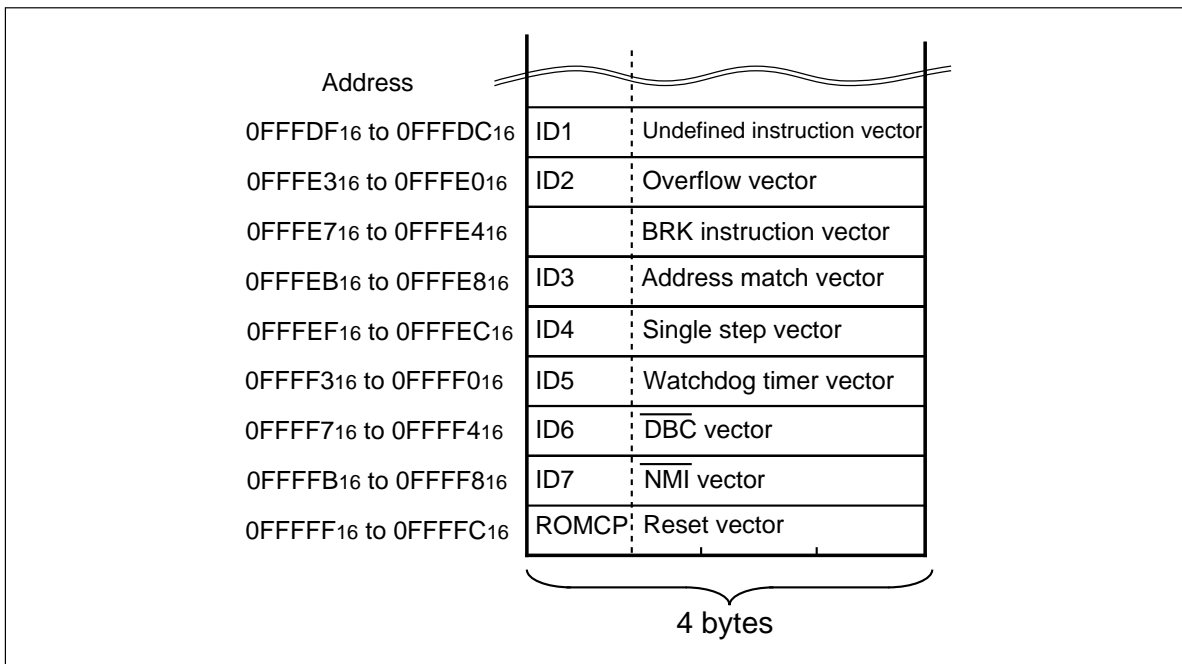 Address
0FFFDF16 to 0FFFDC16 ID1 Undefined instruction vector
0FFFE316 to 0FFFE016 ID2 Overflow vector
0FFFE716 to 0FFFE416 BRK instruction vector
0FFFEB16 to 0FFFE816 ID3 Address match vector
0FFFEF16 to 0FFFEC16 ID4 Single step vector
0FFFF316 to 0FFFF016 ID5 Watchdog timer vector
0FFFF716 to 0FFFF416 ID6 DBC vector
0FFFFB16 to 0FFFF816 ID7 NMI vector
0FFFFF16 to 0FFFFC16 ROMCP Reset vector
4 bytes